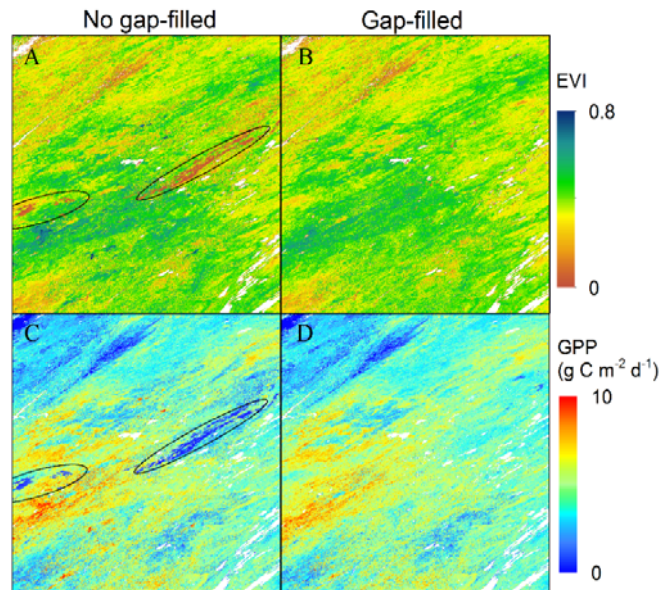 No gap-filled
Gap-filled
A
B
EVI
0.8
0
C
D
GPP
(g C m⁻² d⁻¹)
10
0